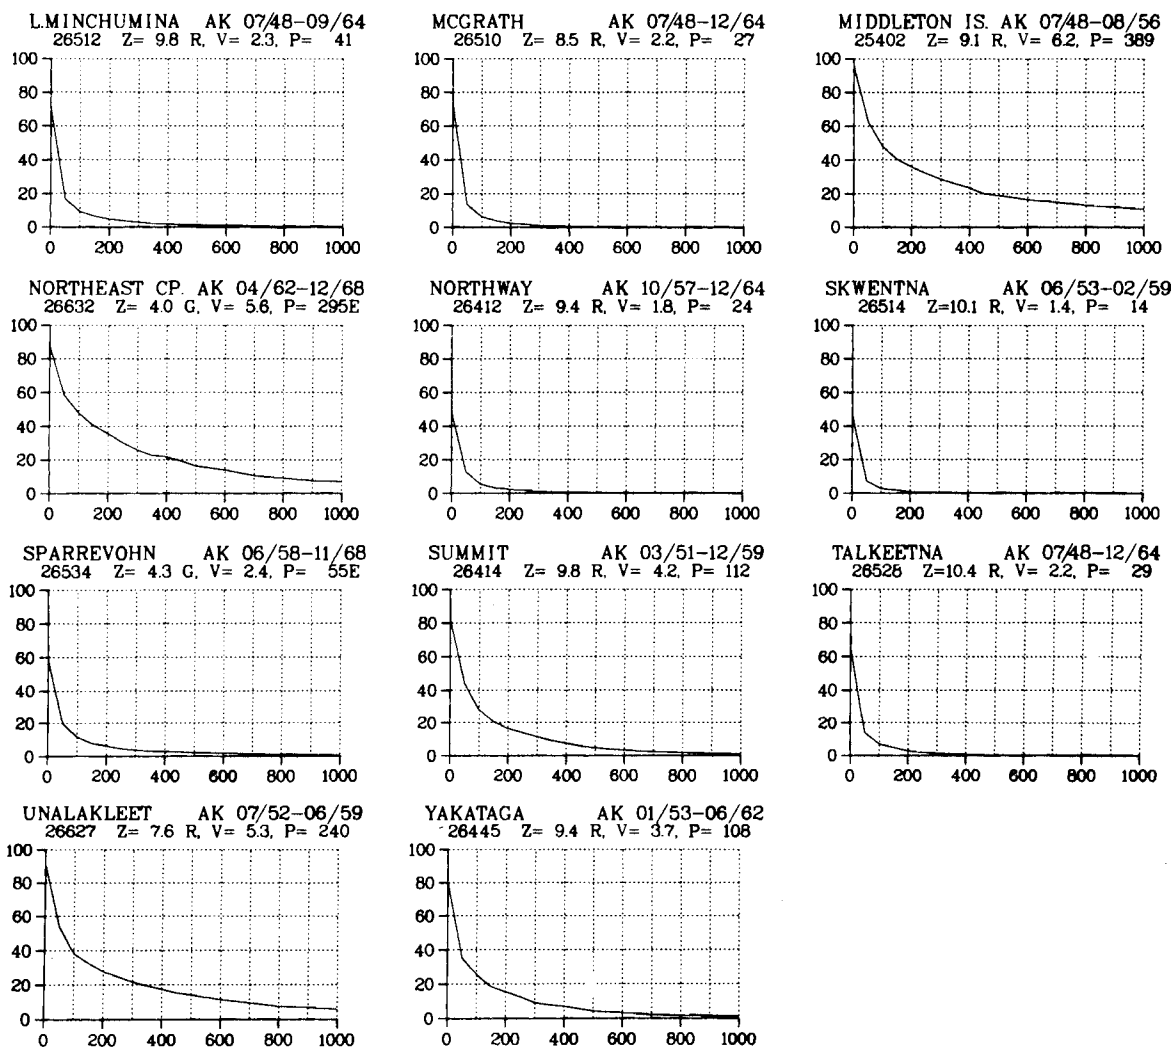 L.MINCHUMINA AK 07/48-09/64
26512 Z= 9.8 R, V= 2.3, P= 41
100
80
60
40
20
0
0 200 400 600 800 1000
MCGRATH AK 07/48-12/64
26510 Z= 8.5 R, V= 2.2, P= 27
100
80
60
40
20
0
0 200 400 600 800 1000
MIDDLETON IS. AK 07/48-08/56
25402 Z= 9.1 R, V= 6.2, P= 389
100
80
60
40
20
0
0 200 400 600 800 1000
NORTHEAST CP. AK 04/62-12/68
26632 Z= 4.0 G, V= 5.6, P= 295E
100
80
60
40
20
0
0 200 400 600 800 1000
NORTHWAY AK 10/57-12/64
26412 Z= 9.4 R, V= 1.8, P= 24
100
80
60
40
20
0
0 200 400 600 800 1000
SKWENTNA AK 06/53-02/59
26514 Z=10.1 R, V= 1.4, P= 14
100
80
60
40
20
0
0 200 400 600 800 1000
SPARREVOHN AK 06/58-11/68
26534 Z= 4.3 G, V= 2.4, P= 55E
100
80
60
40
20
0
0 200 400 600 800 1000
SUMMIT AK 03/51-12/59
26414 Z= 9.8 R, V= 4.2, P= 112
100
80
60
40
20
0
0 200 400 600 800 1000
TALKEETNA AK 07/48-12/64
26528 Z=10.4 R, V= 2.2, P= 29
100
80
60
40
20
0
0 200 400 600 800 1000
UNALAKLEET AK 07/52-06/59
26627 Z= 7.6 R, V= 5.3, P= 240
100
80
60
40
20
0
0 200 400 600 800 1000
YAKATAGA AK 01/53-06/62
26445 Z= 9.4 R, V= 3.7, P= 108
100
80
60
40
20
0
0 200 400 600 800 1000